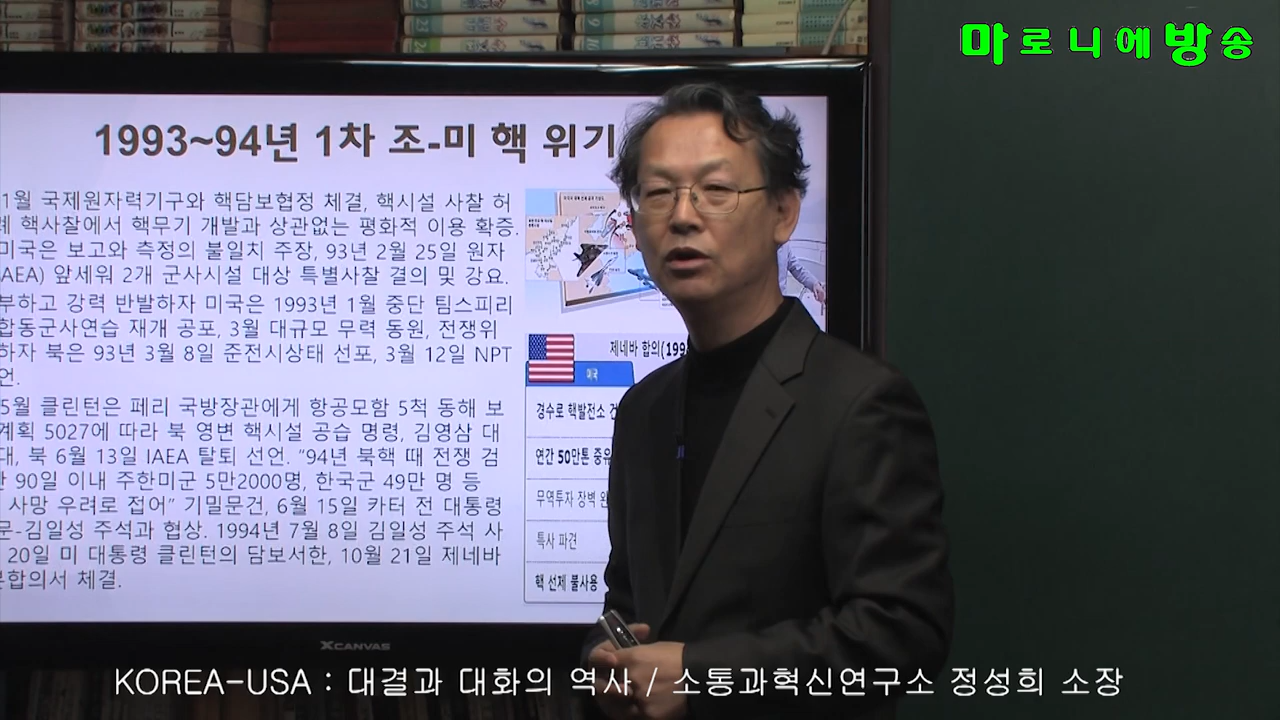 마로니에방송
1993~94년 1차 조-미 핵 위기
1월 국제원자력기구와 핵담보협정 체결, 핵시설 사찰 허
례 핵사찰에서 핵무기 개발과 상관없는 평화적 이용 확증.
미국은 보고와 측정의 불일치 주장, 93년 2월 25일 원자
IAEA) 앞세워 2개 군사시설 대상 특별사찰 결의 및 강요.
부하고 강력 반발하자 미국은 1993년 1월 중단 팀스피리
합동군사연습 재개 공포, 3월 대규모 무력 동원, 전쟁위
하자 북은 93년 3월 8일 준전시상태 선포, 3월 12일 NPT
언.
5월 클린턴은 페리 국방장관에게 항공모함 5척 동해 보
계획 5027에 따라 북 영변 핵시설 공습 명령, 김영삼 대
대, 북 6월 13일 IAEA 탈퇴 선언. “94년 북핵 때 전쟁 검
90일 이내 주한미군 5만2000명, 한국군 49만 명 등
사망 우려로 접어” 기밀문건, 6월 15일 카터 전 대통령
문-김일성 주석과 협상. 1994년 7월 8일 김일성 주석 사
20일 미 대통령 클린턴의 담보서한, 10월 21일 제네바
본합의서 체결.
제네바 합의(199
미국
경수로 핵발전소 건
연간 50만톤 중유
무역투자 장벽 완
특사 파견
핵 선제 불사용
XCANVAS
KOREA-USA : 대결과 대화의 역사 / 소통과혁신연구소 정성희 소장